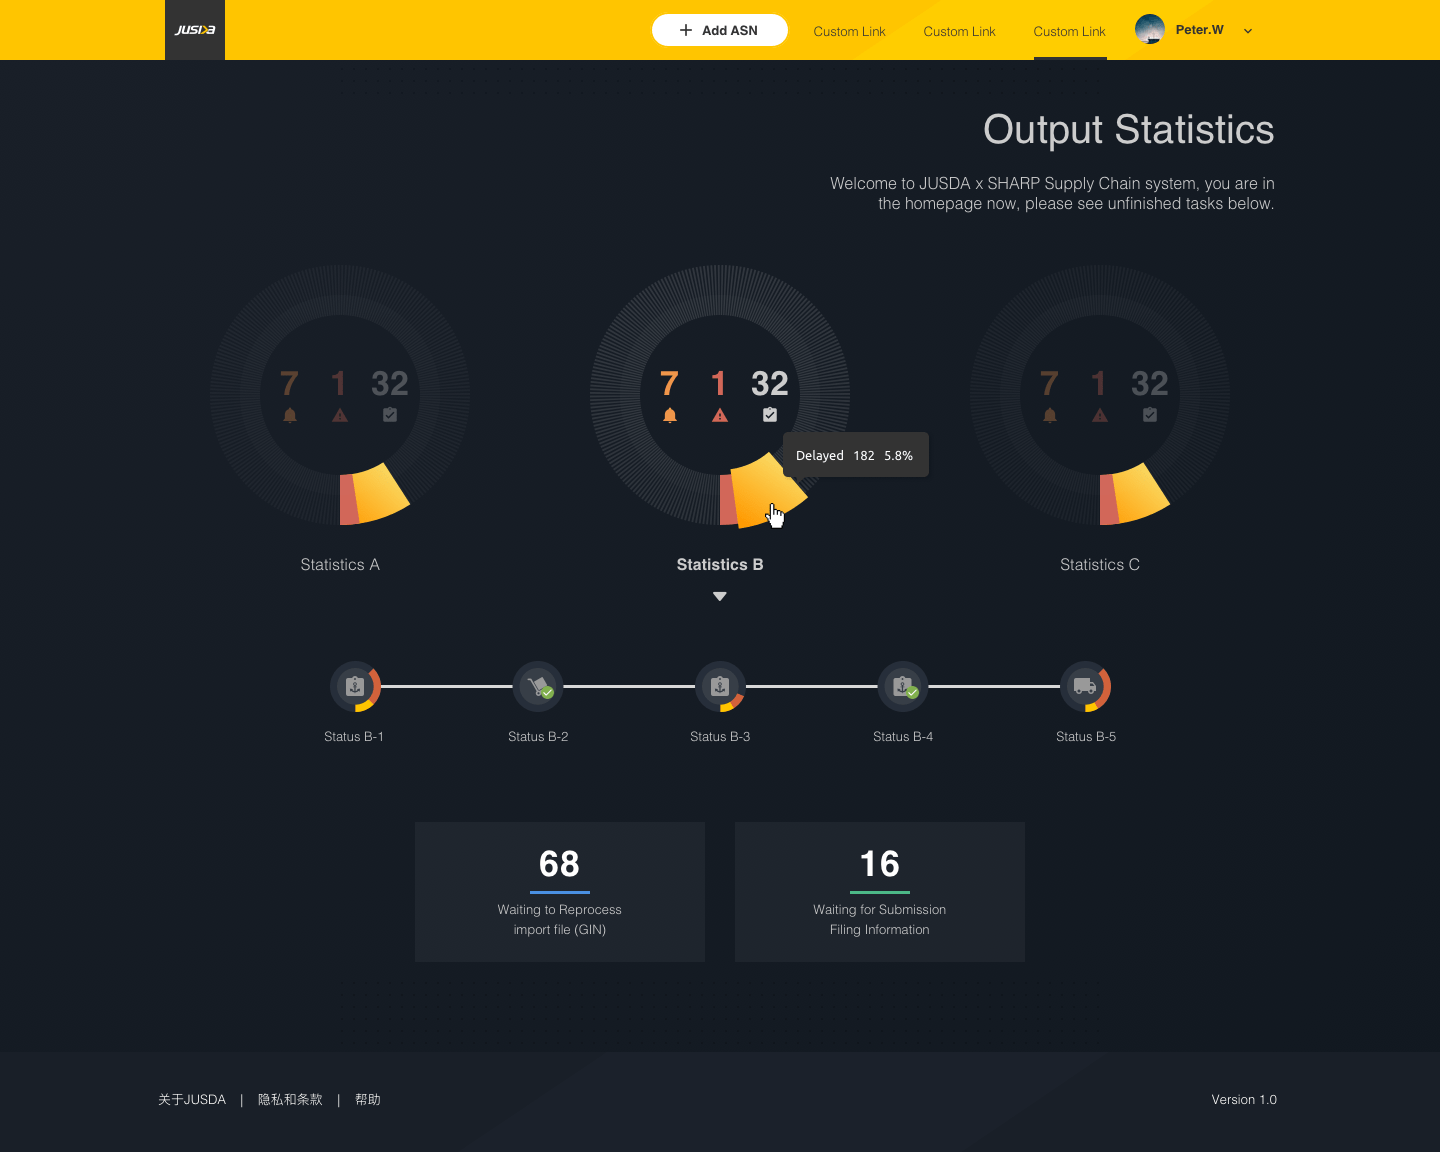 JUSDA
Add ASN
Custom Link
Custom Link
Custom Link
Peter.W
Output Statistics
Welcome to JUSDA x SHARP Supply Chain system, you are in
the homepage now, please see unfinished tasks below.
7 1 32
7 1 32
7 1 32
Delayed 182 5.8%
Statistics A
Statistics B
Statistics C
Status B-1
Status B-2
Status B-3
Status B-4
Status B-5
68
Waiting to Reprocess
import file (GIN)
16
Waiting for Submission
Filing Information
关于JUSDA | 隐私和条款 | 帮助
Version 1.0